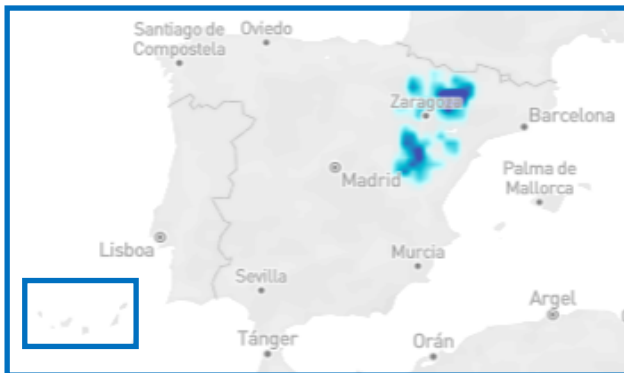 Santiago de
Compostela
Oviedo
Zaragoza
Barcelona
Madrid
Palma de
Mallorca
Lisboa
Murcia
Sevilla
Argel
Tánger
Orán